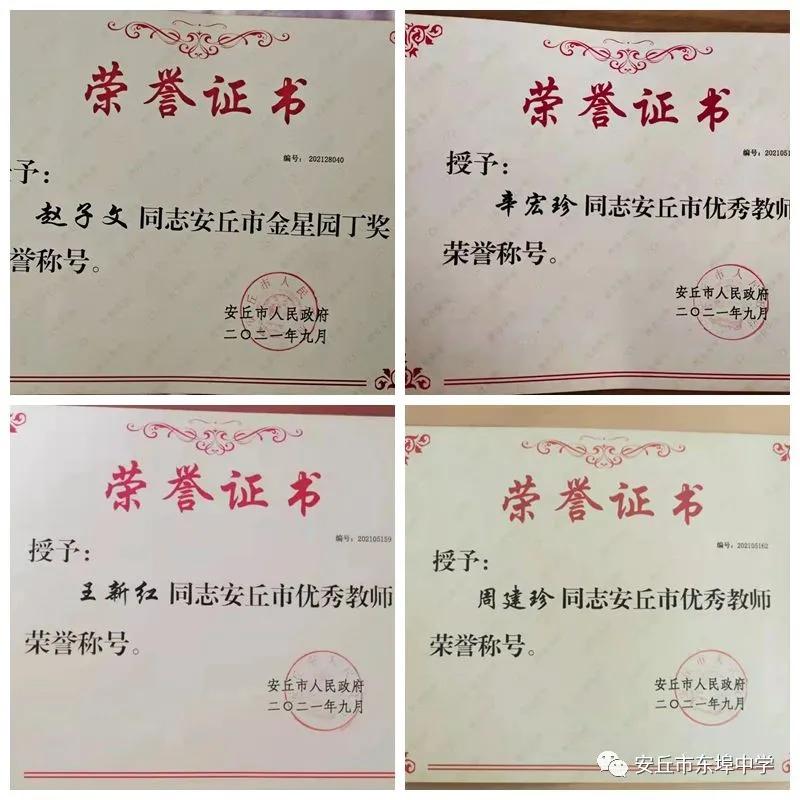 荣誉证书
编号：202128040
予：
赵子文同志安丘市金星园丁奖
誉称号。
安丘市人民政府
二〇二一年九月
荣誉证书
编号：2021051
授予：
辛宏珍同志安丘市优秀教师
荣誉称号。
安丘市人民政府
二〇二一年九月
荣誉证书
编号：202105159
授予：
王新红同志安丘市优秀教师
荣誉称号。
安丘市人民政府
二〇二一年九月
荣誉证书
编号：202105162
授予：
周建珍同志安丘市优秀教师
荣誉称号。
安丘市人民政府
二〇二一年九月
安丘市东埠中学